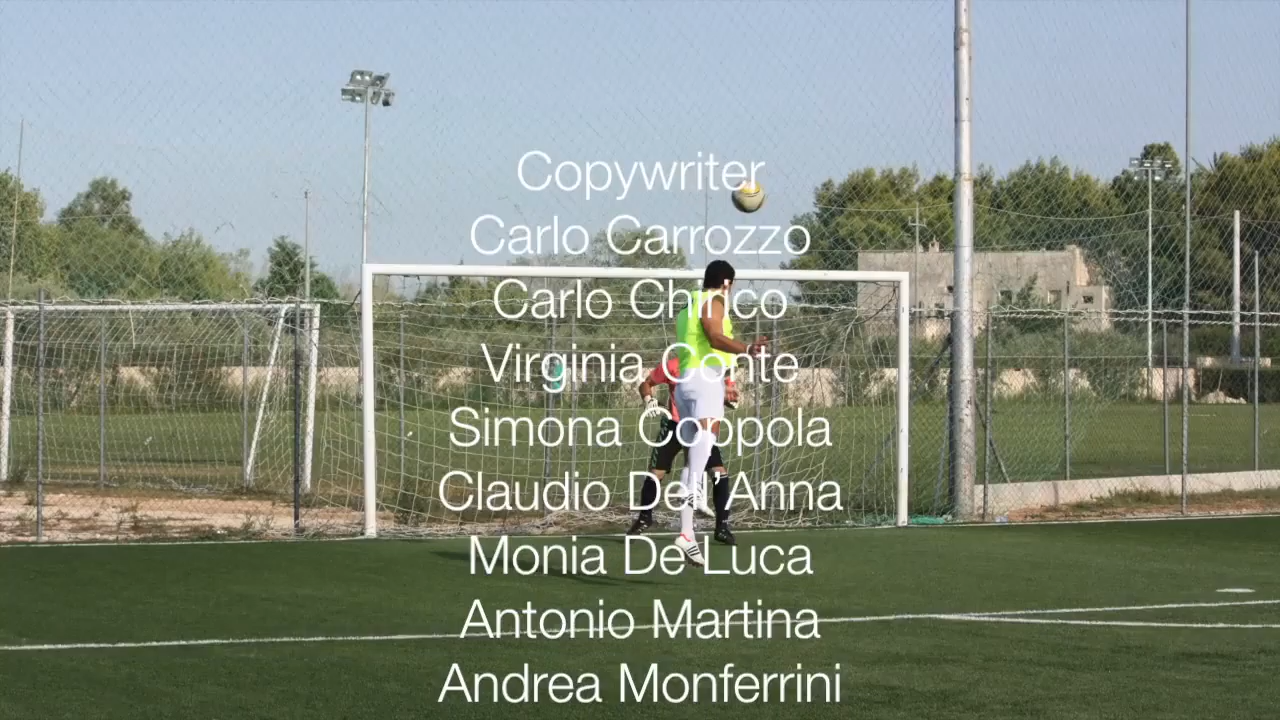 Copywriter
Carlo Carrozzo
Carlo Chirico
Virginia Conte
Simona Coppola
Claudio Dell'Anna
Monia De Luca
Antonio Martina
Andrea Monferrini